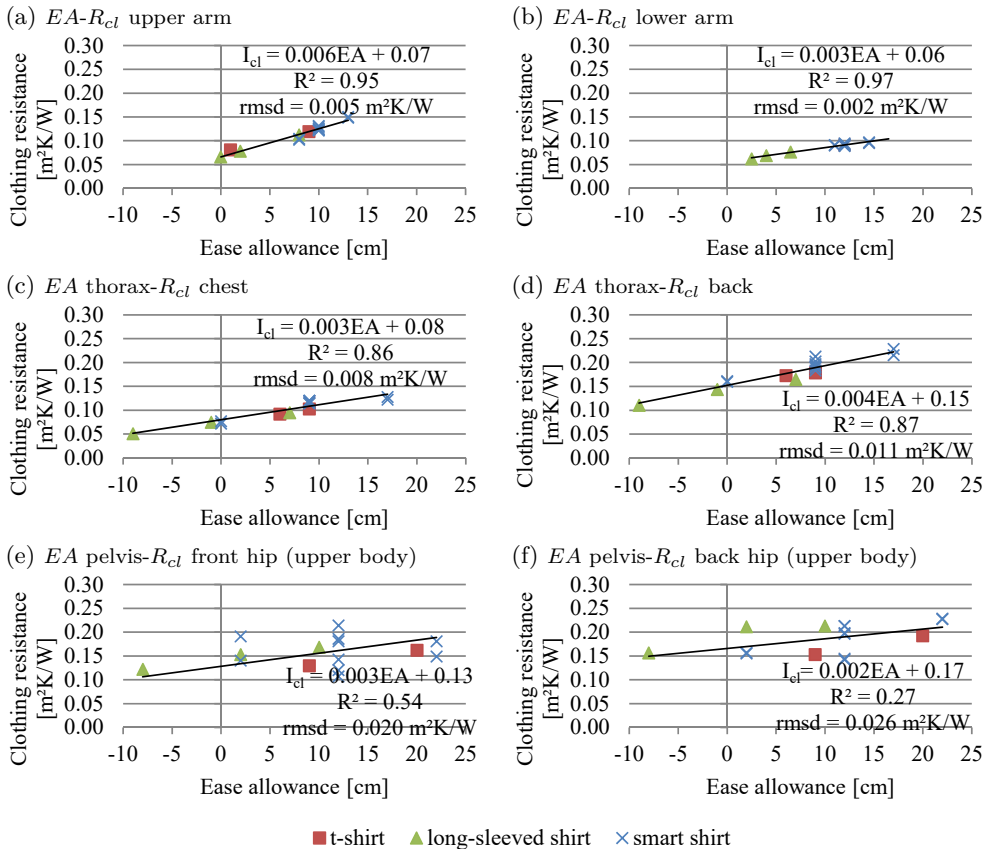 (a) EA-Rcl upper arm
Clothing resistance
[m²K/W]
0.30
0.25
0.20
0.15
0.10
0.05
0.00
Icl = 0.006EA + 0.07
R² = 0.95
rmsd = 0.005 m²K/W
-10 -5 0 5 10 15 20 25
Ease allowance [cm]
(b) EA-Rcl lower arm
Clothing resistance
[m²K/W]
0.30
0.25
0.20
0.15
0.10
0.05
0.00
Icl = 0.003EA + 0.06
R² = 0.97
rmsd = 0.002 m²K/W
-10 -5 0 5 10 15 20 25
Ease allowance [cm]
(c) EA thorax-Rcl chest
Clothing resistance
[m²K/W]
0.30
0.25
0.20
0.15
0.10
0.05
0.00
Icl = 0.003EA + 0.08
R² = 0.86
rmsd = 0.008 m²K/W
-10 -5 0 5 10 15 20 25
Ease allowance [cm]
(d) EA thorax-Rcl back
Clothing resistance
[m²K/W]
0.30
0.25
0.20
0.15
0.10
0.05
0.00
Icl = 0.004EA + 0.15
R² = 0.87
rmsd = 0.011 m²K/W
-10 -5 0 5 10 15 20 25
Ease allowance [cm]
(e) EA pelvis-Rcl front hip (upper body)
Clothing resistance
[m²K/W]
0.30
0.25
0.20
0.15
0.10
0.05
0.00
Icl = 0.003EA + 0.13
R² = 0.54
rmsd = 0.020 m²K/W
-10 -5 0 5 10 15 20 25
Ease allowance [cm]
(f) EA pelvis-Rcl back hip (upper body)
Clothing resistance
[m²K/W]
0.30
0.25
0.20
0.15
0.10
0.05
0.00
Icl = 0.002EA + 0.17
R² = 0.27
rmsd = 0.026 m²K/W
-10 -5 0 5 10 15 20 25
Ease allowance [cm]
t-shirt long-sleeved shirt smart shirt